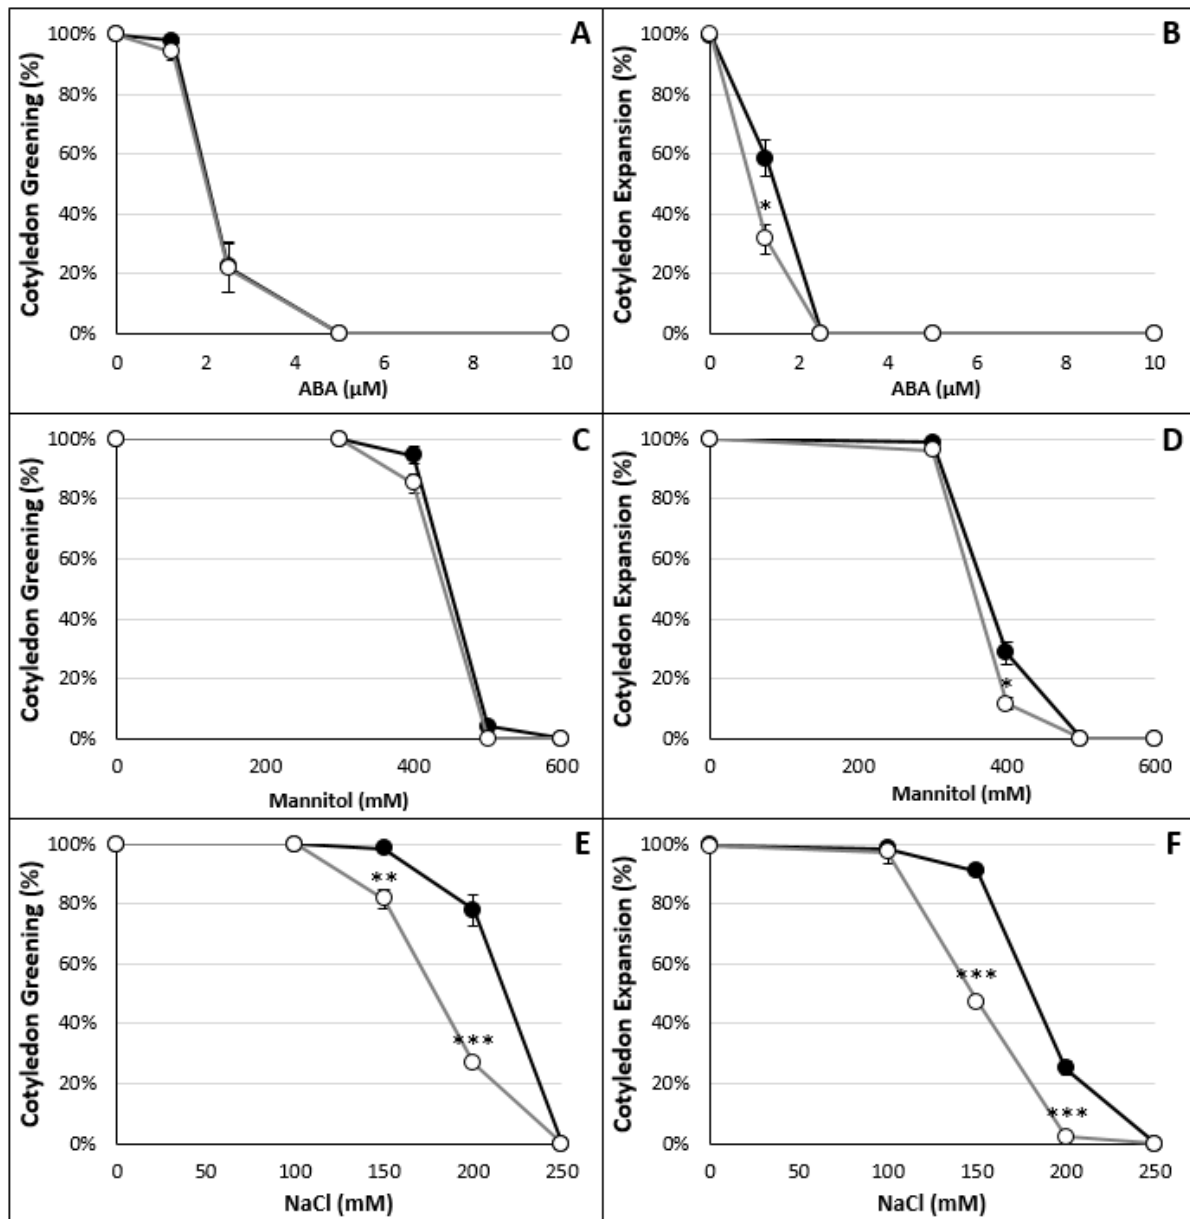 A
Cotyledon Greening (%)
100%
80%
60%
40%
20%
0%
0 2 4 6 8 10
ABA (µM)
B
Cotyledon Expansion (%)
100%
80%
60%
40%
20%
0%
*
0 2 4 6 8 10
ABA (µM)
C
Cotyledon Greening (%)
100%
80%
60%
40%
20%
0%
0 200 400 600
Mannitol (mM)
D
Cotyledon Expansion (%)
100%
80%
60%
40%
20%
0%
*
0 200 400 600
Mannitol (mM)
E
Cotyledon Greening (%)
100%
80%
60%
40%
20%
0%
**
***
0 50 100 150 200 250
NaCl (mM)
F
Cotyledon Expansion (%)
100%
80%
60%
40%
20%
0%
***
***
0 50 100 150 200 250
NaCl (mM)